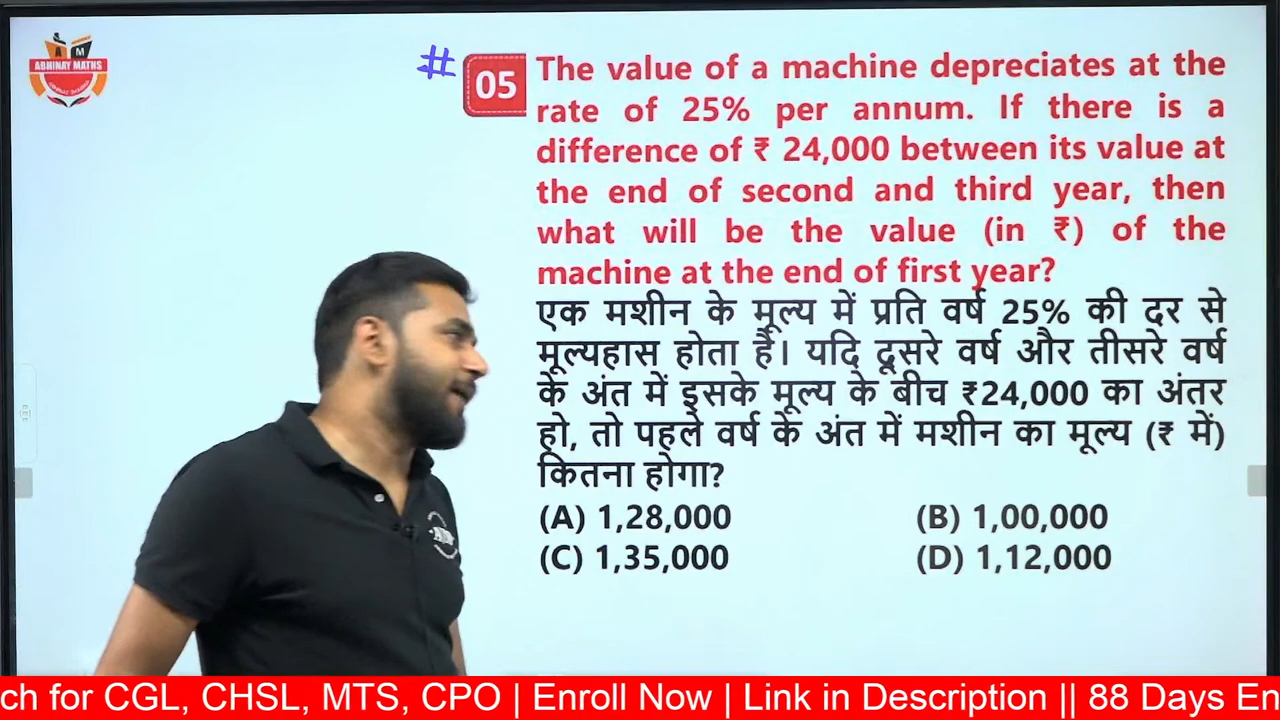 ABHINAY MATHS
# 05 The value of a machine depreciates at the
rate of 25% per annum. If there is a
difference of ₹ 24,000 between its value at
the end of second and third year, then
what will be the value (in ₹) of the
machine at the end of first year?
एक मशीन के मूल्य में प्रति वर्ष 25% की दर से
मूल्यहास होता है। यदि दूसरे वर्ष और तीसरे वर्ष
के अंत में इसके मूल्य के बीच ₹24,000 का अंतर
हो, तो पहले वर्ष के अंत में मशीन का मूल्य (₹ में)
कितना होगा?
(A) 1,28,000 (B) 1,00,000
(C) 1,35,000 (D) 1,12,000
ch for CGL, CHSL, MTS, CPO | Enroll Now | Link in Description || 88 Days En